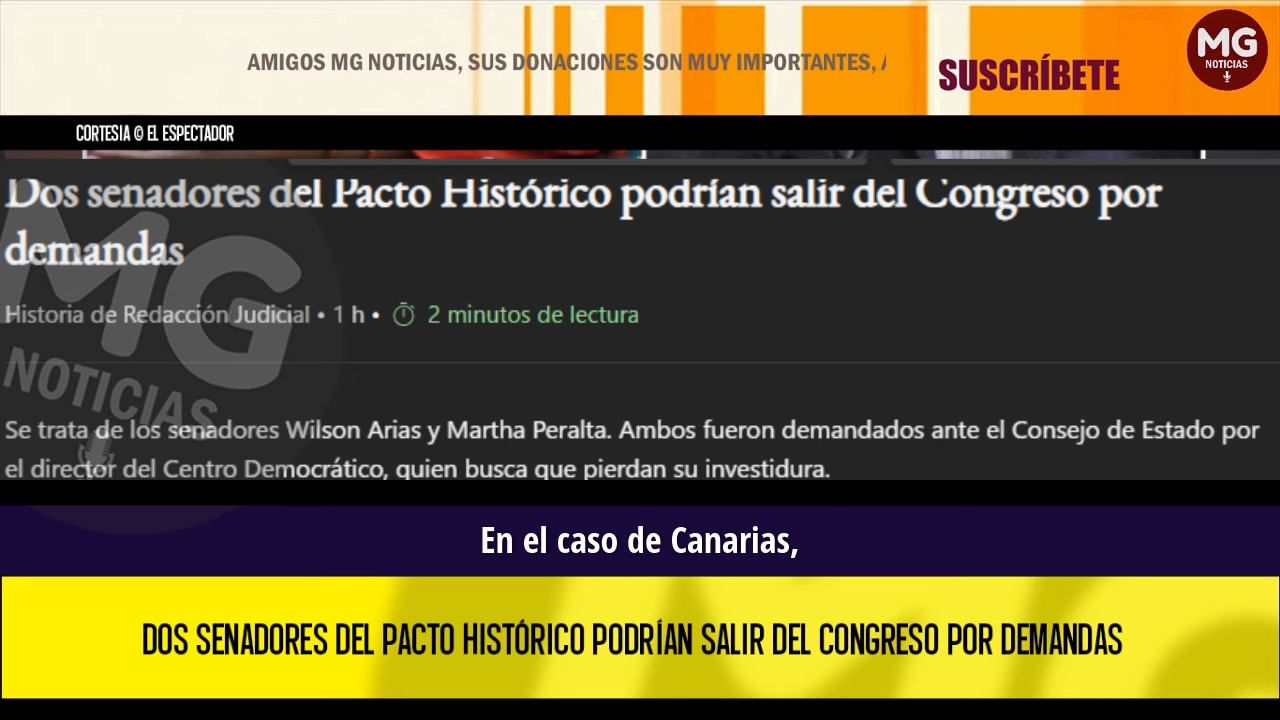 AMIGOS MG NOTICIAS, SUS DONACIONES SON MUY IMPORTANTES,
SUSCRÍBETE
MG
NOTICIAS
CORTESIA © EL ESPECTADOR
Dos senadores del Pacto Histórico podrían salir del Congreso por
demandas
Historia de Redacción Judicial • 1 h • 2 minutos de lectura
MG
NOTICIAS
Se trata de los senadores Wilson Arias y Martha Peralta. Ambos fueron demandados ante el Consejo de Estado por
el director del Centro Democrático, quien busca que pierdan su investidura.
En el caso de Canarias,
DOS SENADORES DEL PACTO HISTÓRICO PODRÍAN SALIR DEL CONGRESO POR DEMANDAS